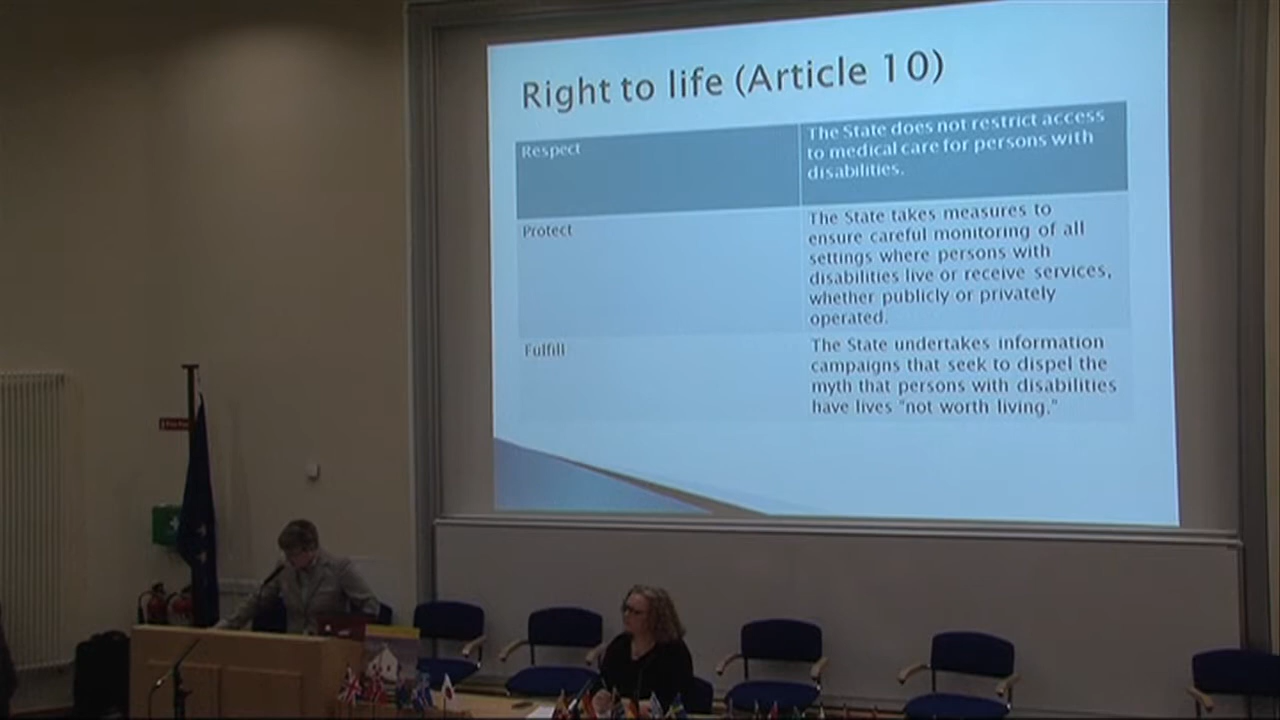 Right to life (Article 10)
Respect
The State does not restrict access
to medical care for persons with
disabilities.
Protect
The State takes measures to
ensure careful monitoring of all
settings where persons with
disabilities live or receive services,
whether publicly or privately
operated.
Fulfill
The State undertakes information
campaigns that seek to dispel the
myth that persons with disabilities
have lives "not worth living."